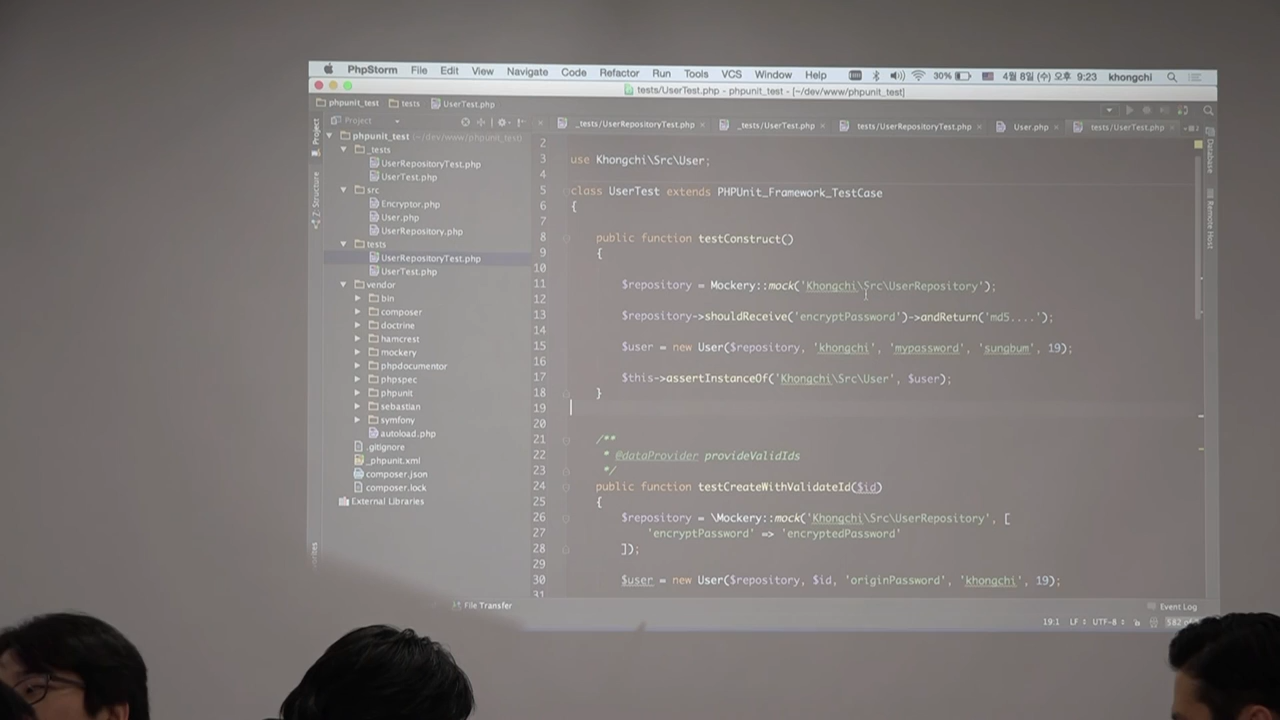 PhpStorm File Edit View Navigate Code Refactor Run Tools VCS Window Help 30% 4월 8일 (수) 오후 9:23 khongchi
tests/UserTest.php - phpunit_test - [~/dev/www/phpunit_test]
phpunit_test tests UserTest.php
Project
_tests/UserRepositoryTest.php _tests/UserTest.php tests/UserRepositoryTest.php User.php tests/UserTest.php
Project
Z: Structure
phpunit_test (~/dev/www/phpunit_test)
_tests
UserRepositoryTest.php
UserTest.php
src
Encryptor.php
User.php
UserRepository.php
tests
UserRepositoryTest.php
UserTest.php
vendor
bin
composer
doctrine
hamcrest
mockery
phpdocumentor
phpspec
phpunit
sebastian
symfony
autoload.php
.gitignore
_phpunit.xml
composer.json
composer.lock
External Libraries
2
3 use Khongchi\Src\User;
4
5 class UserTest extends PHPUnit_Framework_TestCase
6 {
7
8 public function testConstruct()
9 {
10
11 $repository = Mockery::mock('Khongchi\Src\UserRepository');
12
13 $repository->shouldReceive('encryptPassword')->andReturn('md5....');
14
15 $user = new User($repository, 'khongchi', 'mypassword', 'sungbum', 19);
16
17 $this->assertInstanceOf('Khongchi\Src\User', $user);
18 }
19
20
21 /**
22 * @dataProvider provideValidIds
23 */
24 public function testCreateWithValidateId($id)
25 {
26 $repository = \Mockery::mock('Khongchi\Src\UserRepository', [
27 'encryptPassword' => 'encryptedPassword'
28 ]);
29
30 $user = new User($repository, $id, 'originPassword', 'khongchi', 19);
31
Database
Remote Host
File Transfer
Event Log
19:1 LF UTF-8